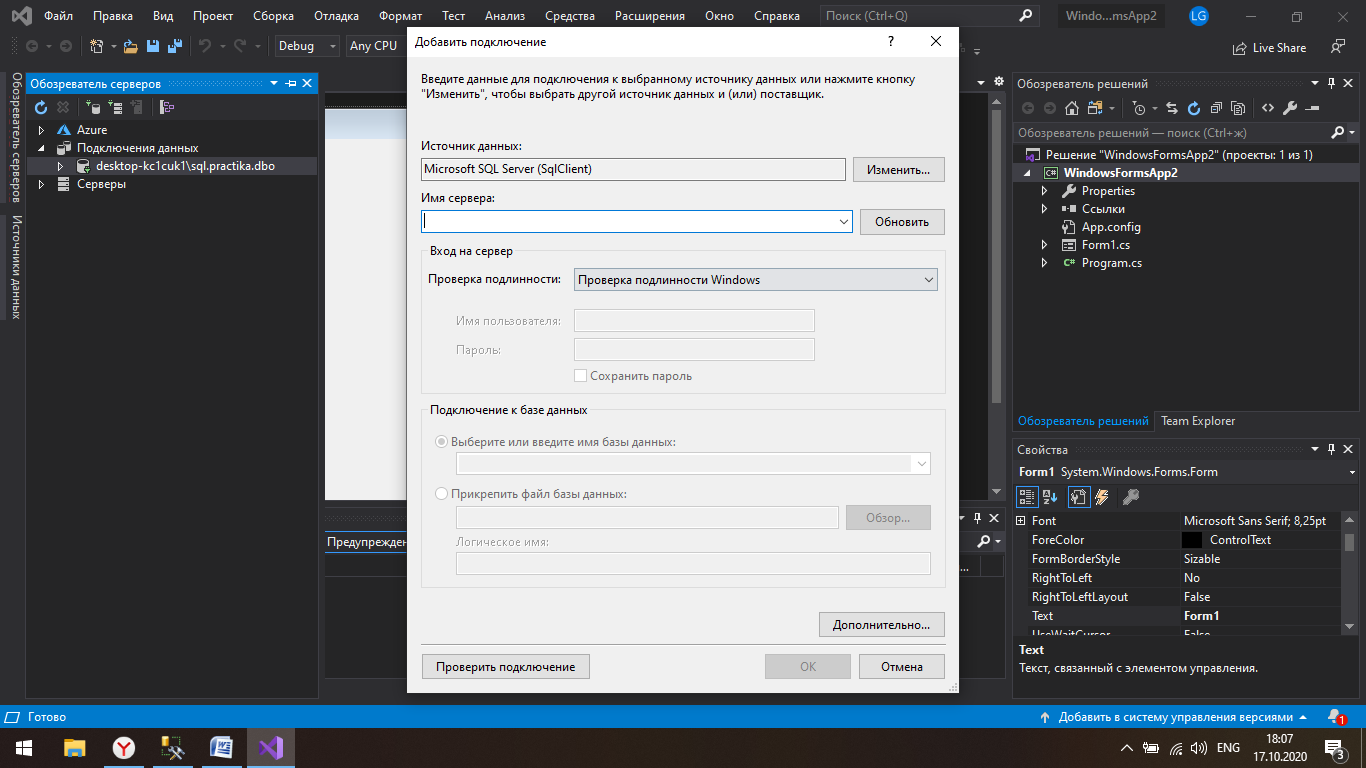 Файл Правка Вид Проект Сборка Отладка Формат Тест Анализ Средства Расширения Окно Справка Поиск (Ctrl+Q) Windo...msApp2 LG
Debug Any CPU Live Share
Добавить подключение ?
Введите данные для подключения к выбранному источнику данных или нажмите кнопку
"Изменить", чтобы выбрать другой источник данных и (или) поставщик.
Источник данных:
Microsoft SQL Server (SqlClient) Изменить...
Имя сервера:
Обновить
Вход на сервер
Проверка подлинности: Проверка подлинности Windows
Имя пользователя:
Пароль:
Сохранить пароль
Подключение к базе данных
Выберите или введите имя базы данных:
Прикрепить файл базы данных:
Обзор...
Логическое имя:
Дополнительно...
Проверить подключение ОК Отмена
Обозреватель серверов
Источники данных
Обозреватель серверов
Azure
Подключения данных
desktop-kc1cuk1\sql.practika.dbo
Серверы
Предупрежден
...
Обозреватель решений
Обозреватель решений — поиск (Ctrl+ж)
Решение "WindowsFormsApp2" (проекты: 1 из 1)
WindowsFormsApp2
Properties
Ссылки
App.config
Form1.cs
Program.cs
Обозреватель решений Team Explorer
Свойства
Form1 System.Windows.Forms.Form
Font Microsoft Sans Serif; 8,25pt
ForeColor ControlText
FormBorderStyle Sizable
RightToLeft No
RightToLeftLayout False
Text Form1
UseWaitCursor False
Text
Текст, связанный с элементом управления.
Готово Добавить в систему управления версиями 1
ENG 18:07
17.10.2020 3